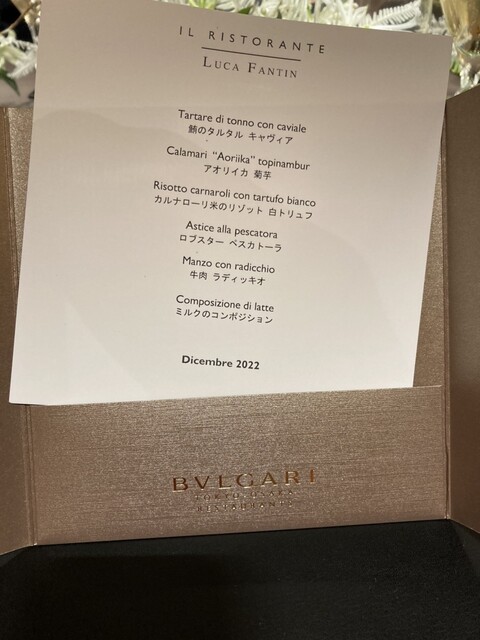 IL RISTORANTE
LUCA FANTIN
Tartare di tonno con caviale
鮪のタルタル キャヴィア
Calamari "Aoriika" topinambur
アオリイカ 菊芋
Risotto carnaroli con tartufo bianco
カルナローリ米のリゾット 白トリュフ
Astice alla pescatora
ロブスター ペスカトーラ
Manzo con radicchio
牛肉 ラディッキオ
Composizione di latte
ミルクのコンポジション
Dicembre 2022
BVLGARI
TOKYO·OSAKA
RESTAURANTS